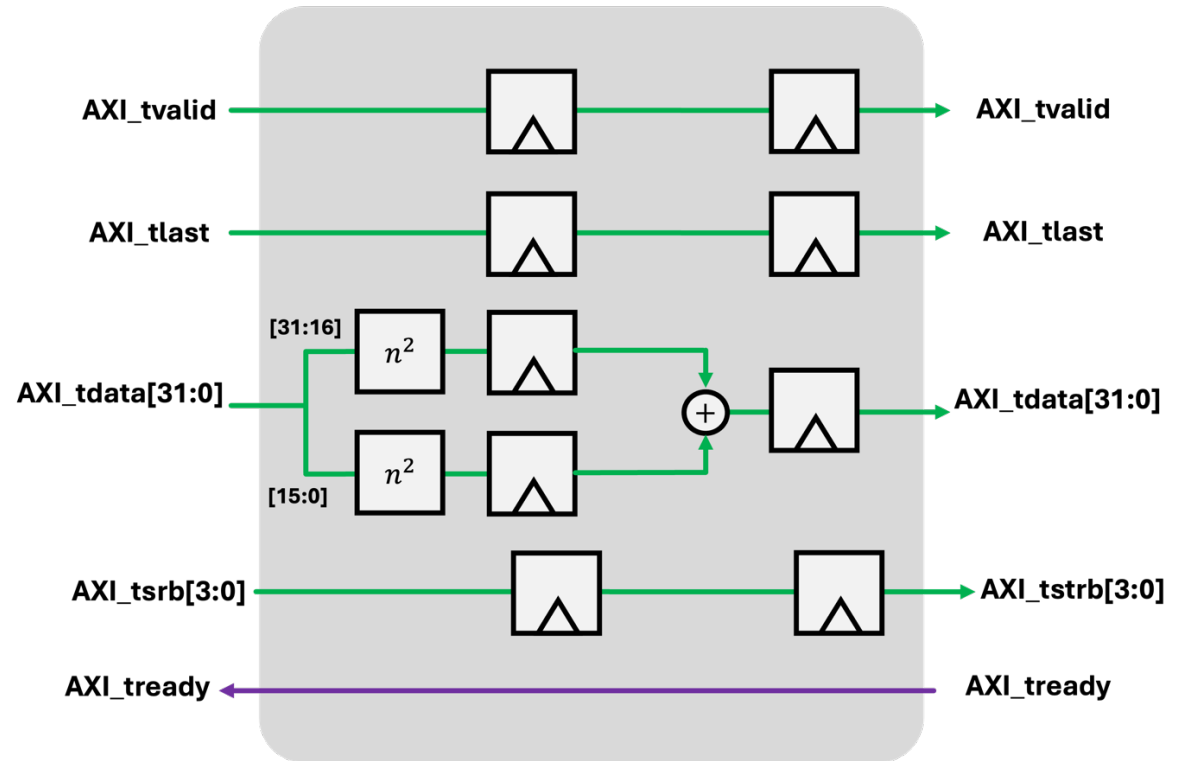 AXI_tvalid
AXI_tvalid
AXI_tlast
AXI_tlast
[31:16]
n²
AXI_tdata[31:0]
+
AXI_tdata[31:0]
n²
[15:0]
AXI_tsrb[3:0]
AXI_tstrb[3:0]
AXI_tready
AXI_tready